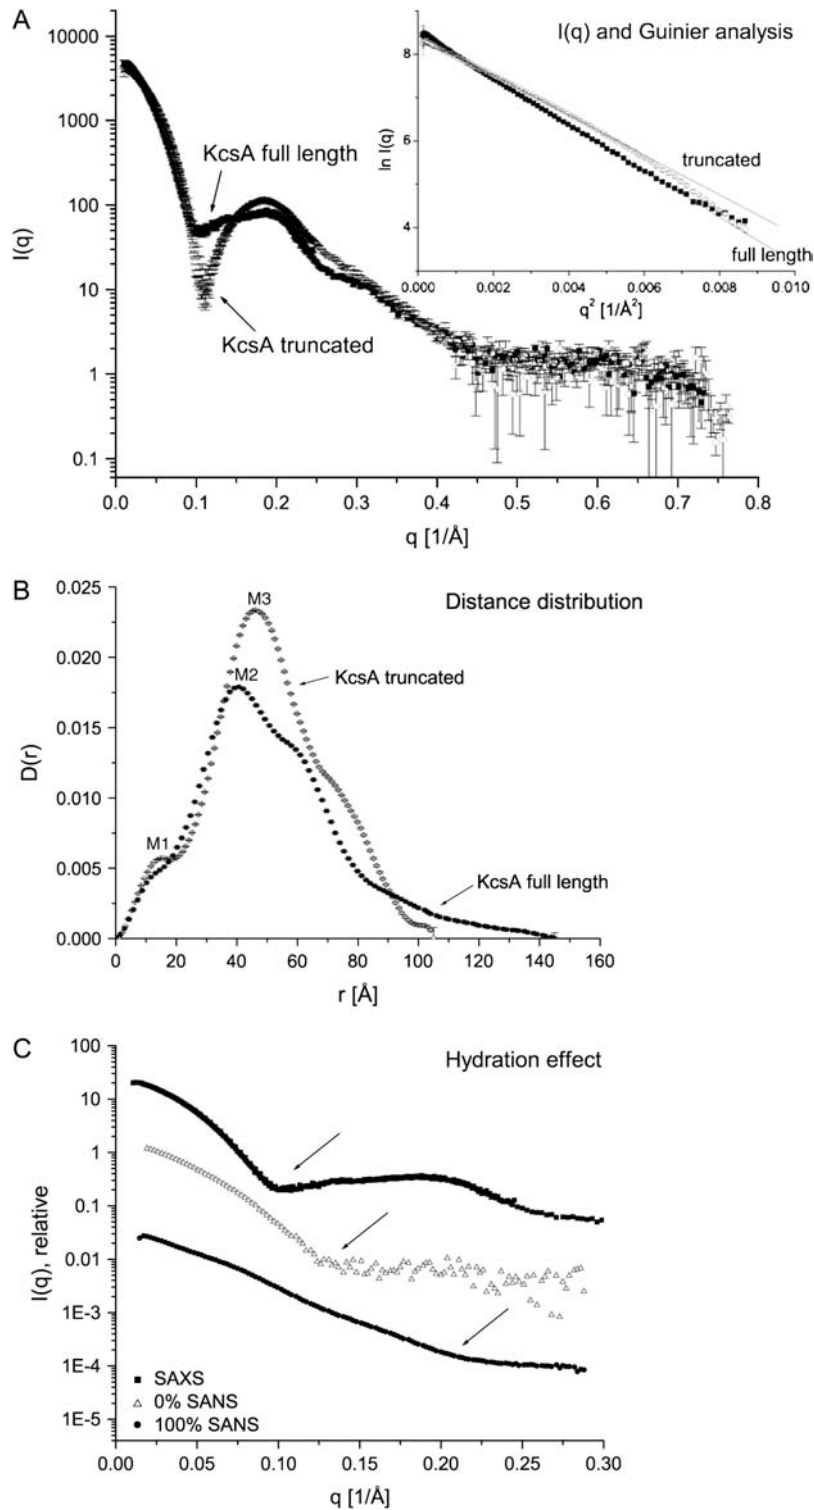 A
I(q) and Guinier analysis
10000
1000
100
10
1
0.1
I(q)
KcsA full length
KcsA truncated
0.0 0.1 0.2 0.3 0.4 0.5 0.6 0.7 0.8
q [1/Å]
8
6
4
ln I(q)
truncated
full length
0.000 0.002 0.004 0.006 0.008 0.010
q² [1/Å²]
B
Distance distribution
0.025
0.020
0.015
0.010
0.005
0.000
D(r)
M3
M2
M1
KcsA truncated
KcsA full length
0 20 40 60 80 100 120 140 160
r [Å]
C
Hydration effect
100
10
1
0.1
0.01
1E-3
1E-4
1E-5
I(q), relative
SAXS
0% SANS
100% SANS
0.00 0.05 0.10 0.15 0.20 0.25 0.30
q [1/Å]